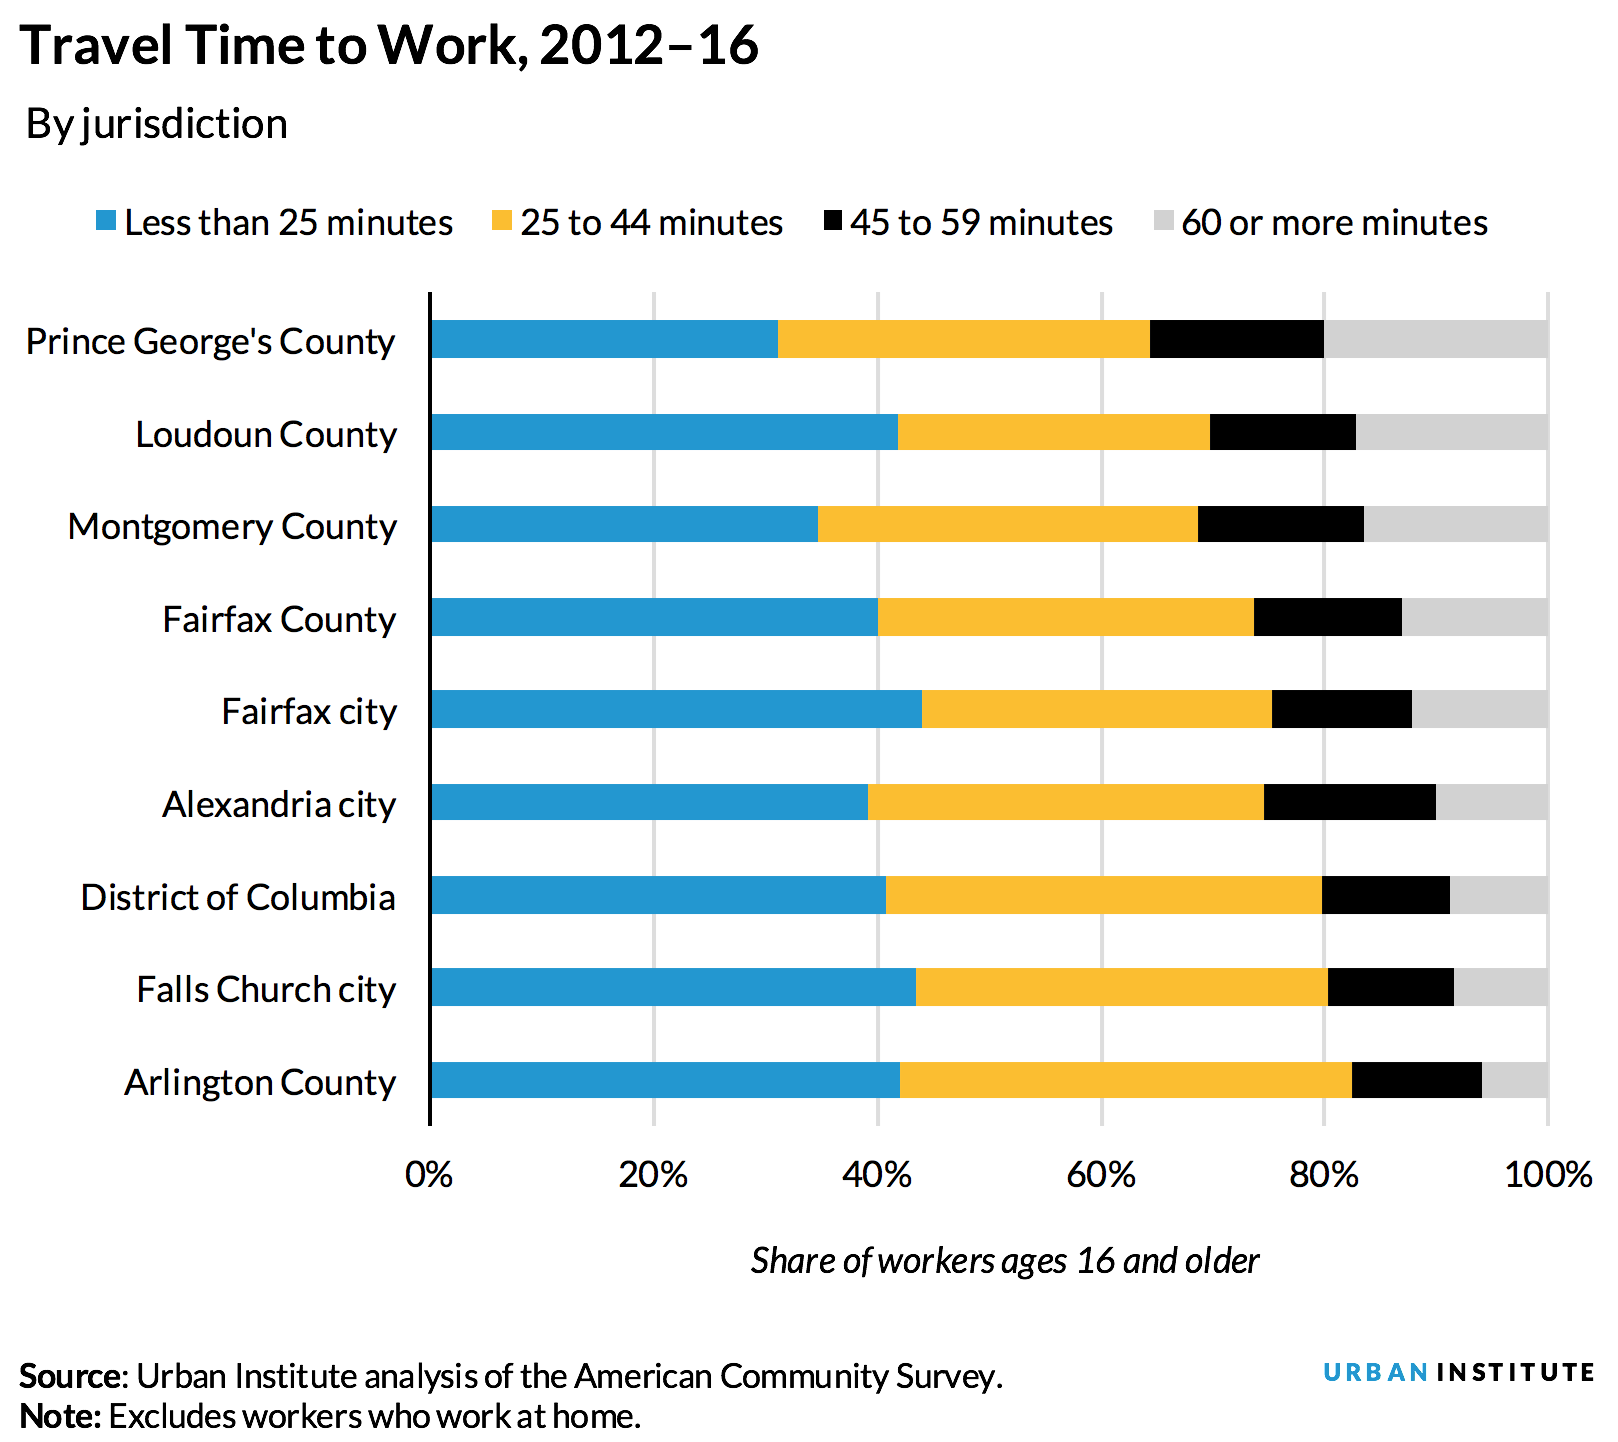 Travel Time to Work, 2012–16
By jurisdiction
Less than 25 minutes 25 to 44 minutes 45 to 59 minutes 60 or more minutes
Prince George's County
Loudoun County
Montgomery County
Fairfax County
Fairfax city
Alexandria city
District of Columbia
Falls Church city
Arlington County
0% 20% 40% 60% 80% 100%
Share of workers ages 16 and older
Source: Urban Institute analysis of the American Community Survey.
URBAN INSTITUTE
Note: Excludes workers who work at home.